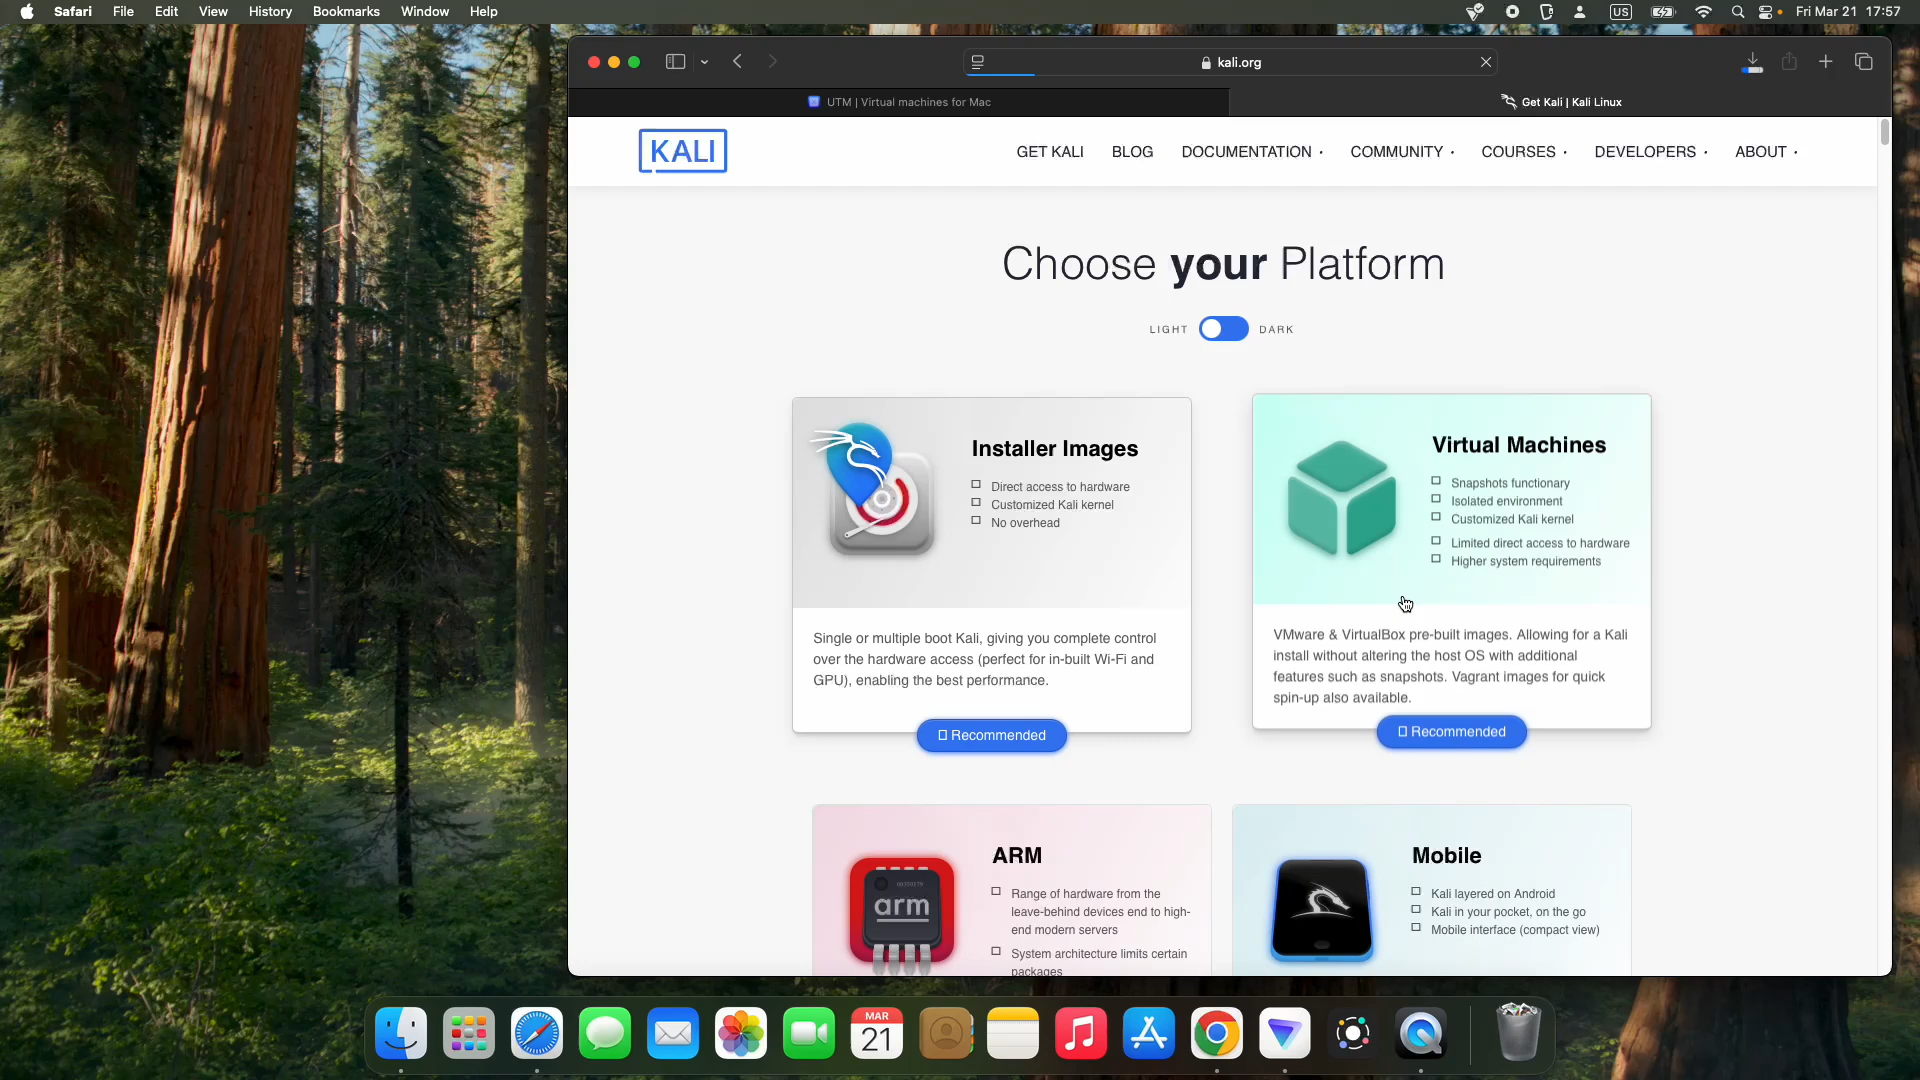 Safari File Edit View History Bookmarks Window Help
US
Fri Mar 21 17:57
kali.org
UTM | Virtual machines for Mac
Get Kali | Kali Linux
KALI
GET KALI BLOG DOCUMENTATION COMMUNITY COURSES DEVELOPERS ABOUT
Choose your Platform
LIGHT DARK
Installer Images
Direct access to hardware
Customized Kali kernel
No overhead
Single or multiple boot Kali, giving you complete control
over the hardware access (perfect for in-built Wi-Fi and
GPU), enabling the best performance.
Recommended
Virtual Machines
Snapshots functionary
Isolated environment
Customized Kali kernel
Limited direct access to hardware
Higher system requirements
VMware & VirtualBox pre-built images. Allowing for a Kali
install without altering the host OS with additional
features such as snapshots. Vagrant images for quick
spin-up also available.
Recommended
arm
ARM
Range of hardware from the
leave-behind devices end to high-
end modern servers
System architecture limits certain
packages
Mobile
Kali layered on Android
Kali in your pocket, on the go
Mobile interface (compact view)
MAR
21